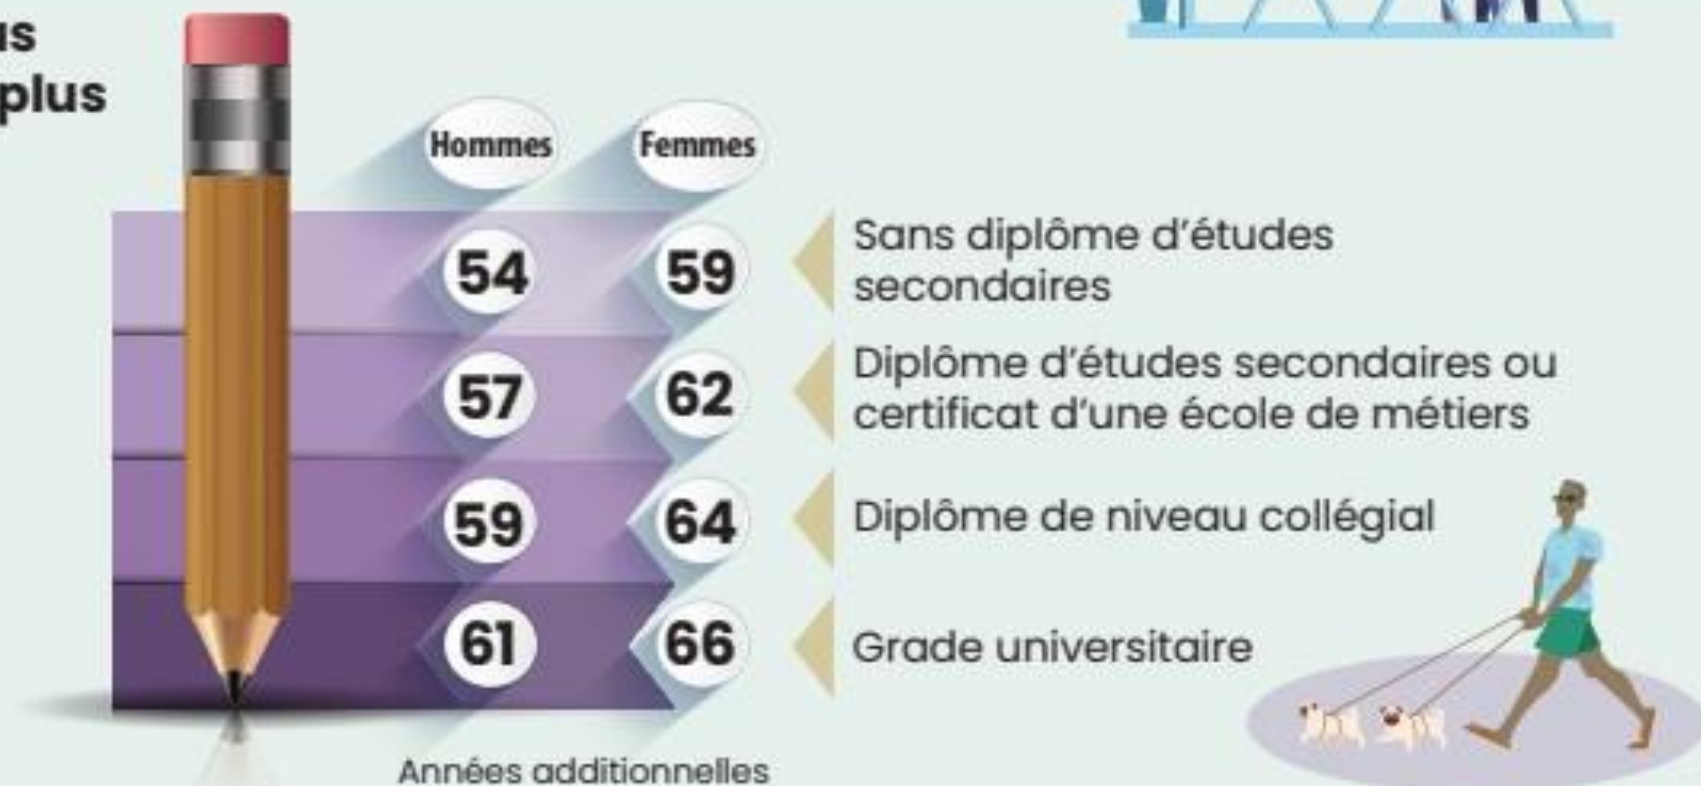 plus
Hommes Femmes
54 59 Sans diplôme d'études
secondaires
57 62 Diplôme d'études secondaires ou
certificat d'une école de métiers
59 64 Diplôme de niveau collégial
61 66 Grade universitaire
Années additionnelles